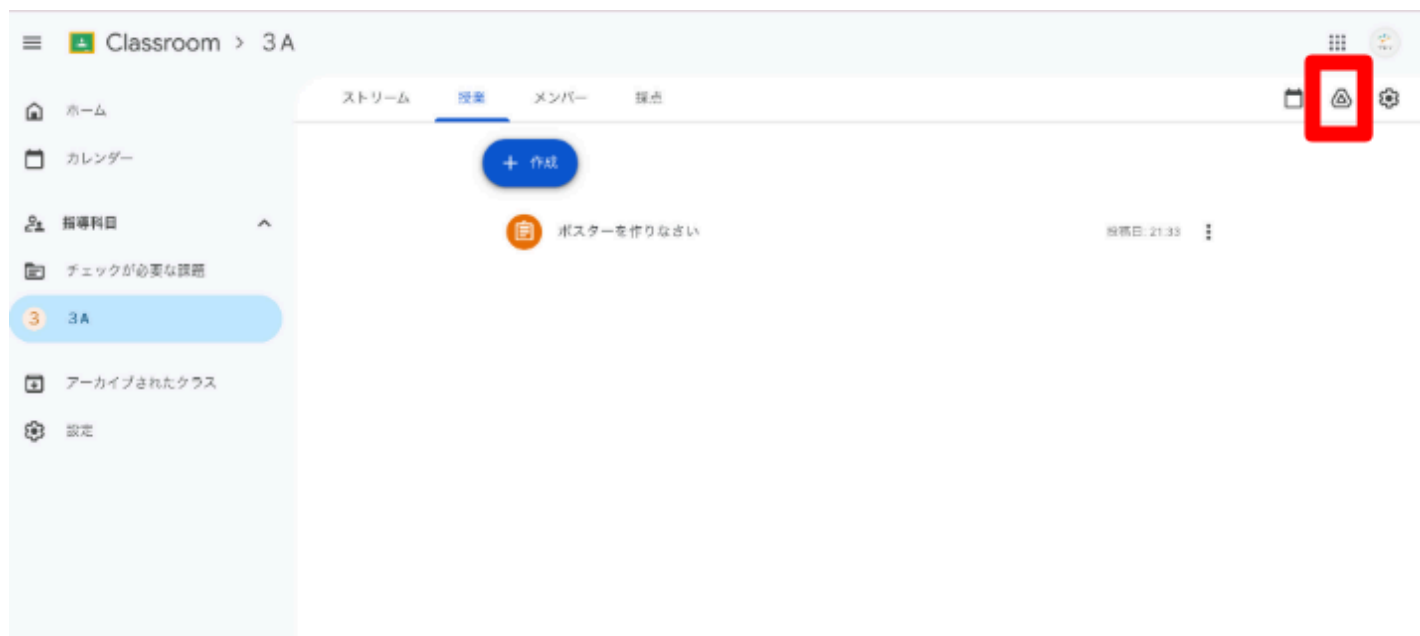 Classroom > 3A
ホーム
カレンダー
指導科目
チェックが必要な課題
3 3A
アーカイブされたクラス
設定
ストリーム 授業 メンバー 採点
+ 作成
ポスターを作りなさい 投稿日: 21:33